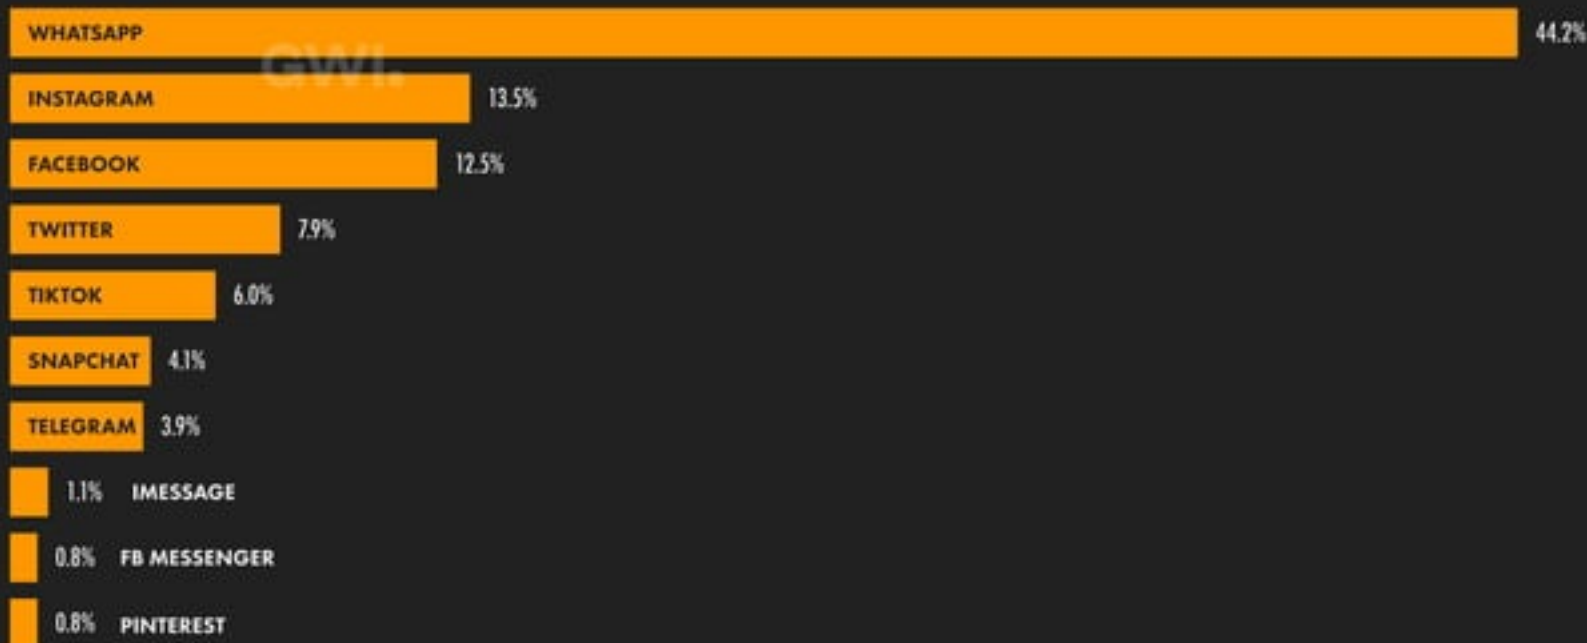 WHATSAPP 44.2%
GWI.
INSTAGRAM 13.5%
FACEBOOK 12.5%
TWITTER 7.9%
TIKTOK 6.0%
SNAPCHAT 4.1%
TELEGRAM 3.9%
1.1% IMESSAGE
0.8% FB MESSENGER
0.8% PINTEREST